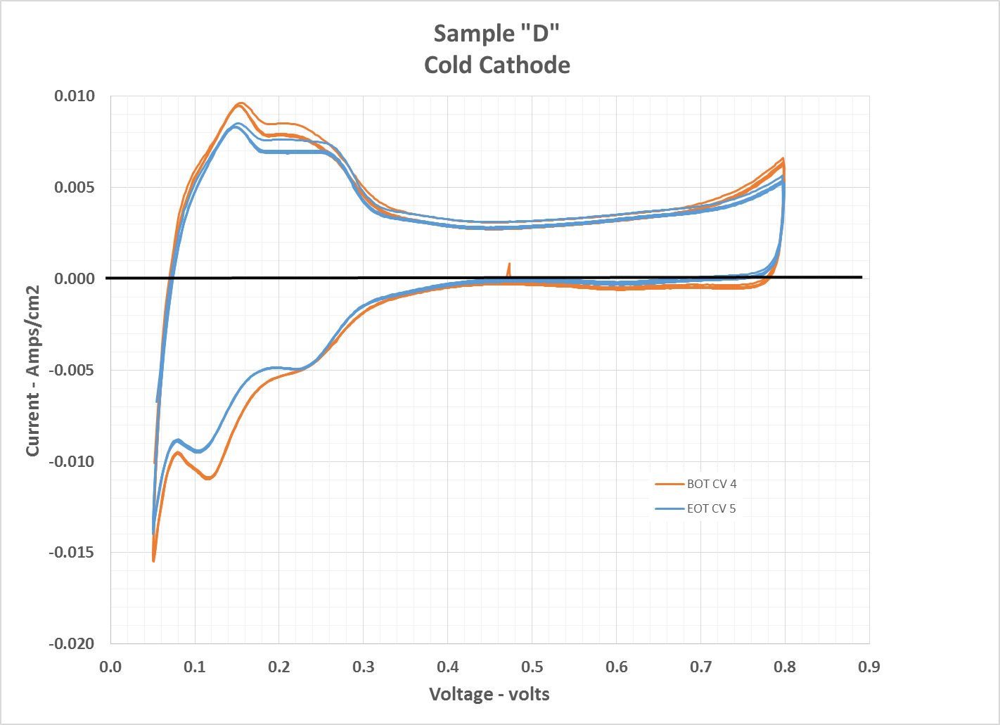 Sample "D"
Cold Cathode
0.010
0.005
0.000
-0.005
-0.010
-0.015
-0.020
Current - Amps/cm2
BOT CV 4
EOT CV 5
0.0 0.1 0.2 0.3 0.4 0.5 0.6 0.7 0.8 0.9
Voltage - volts